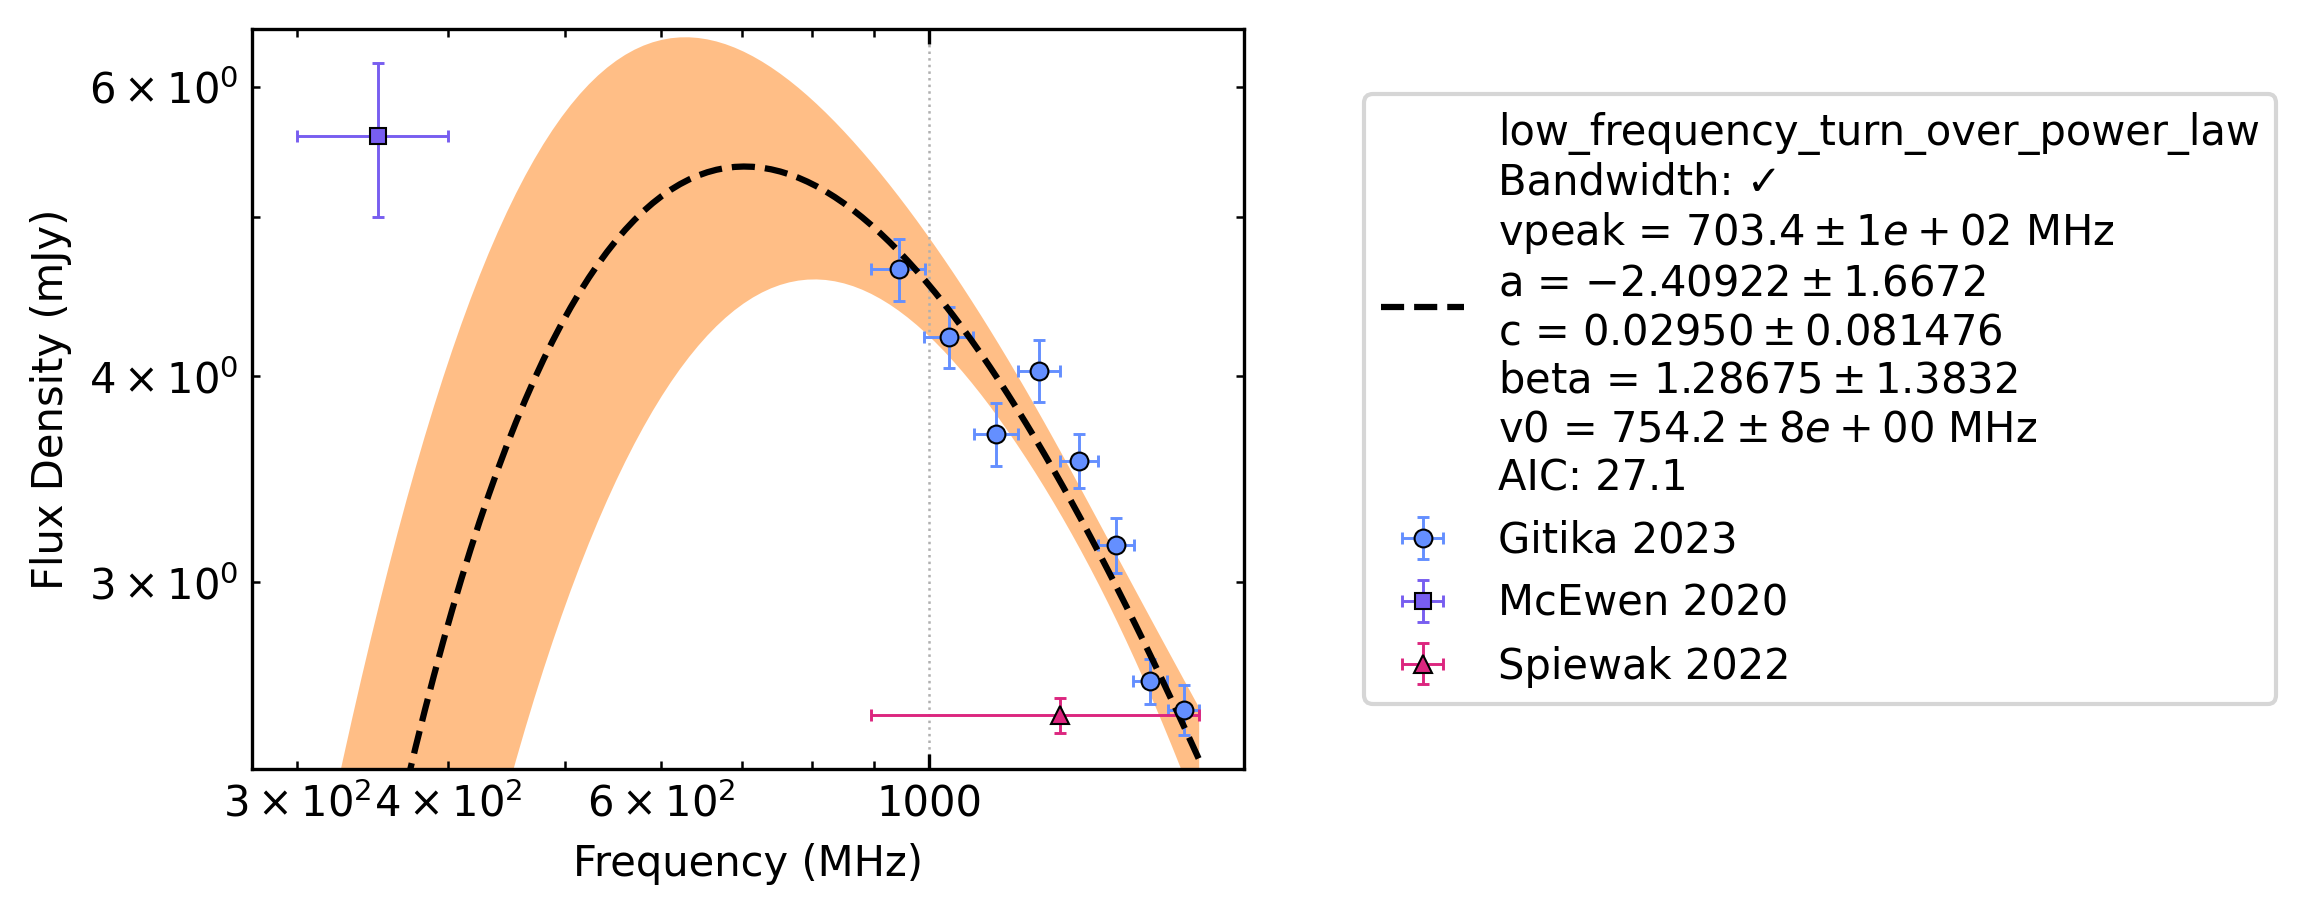 6 × 10⁰
4 × 10⁰
3 × 10⁰
Flux Density (mJy)
3 × 10² 4 × 10² 6 × 10² 1000
Frequency (MHz)
low_frequency_turn_over_power_law
Bandwidth: ✓
vpeak = 703.4 ± 1e + 02 MHz
a = −2.40922 ± 1.6672
c = 0.02950 ± 0.081476
beta = 1.28675 ± 1.3832
v0 = 754.2 ± 8e + 00 MHz
AIC: 27.1
Gitika 2023
McEwen 2020
Spiewak 2022